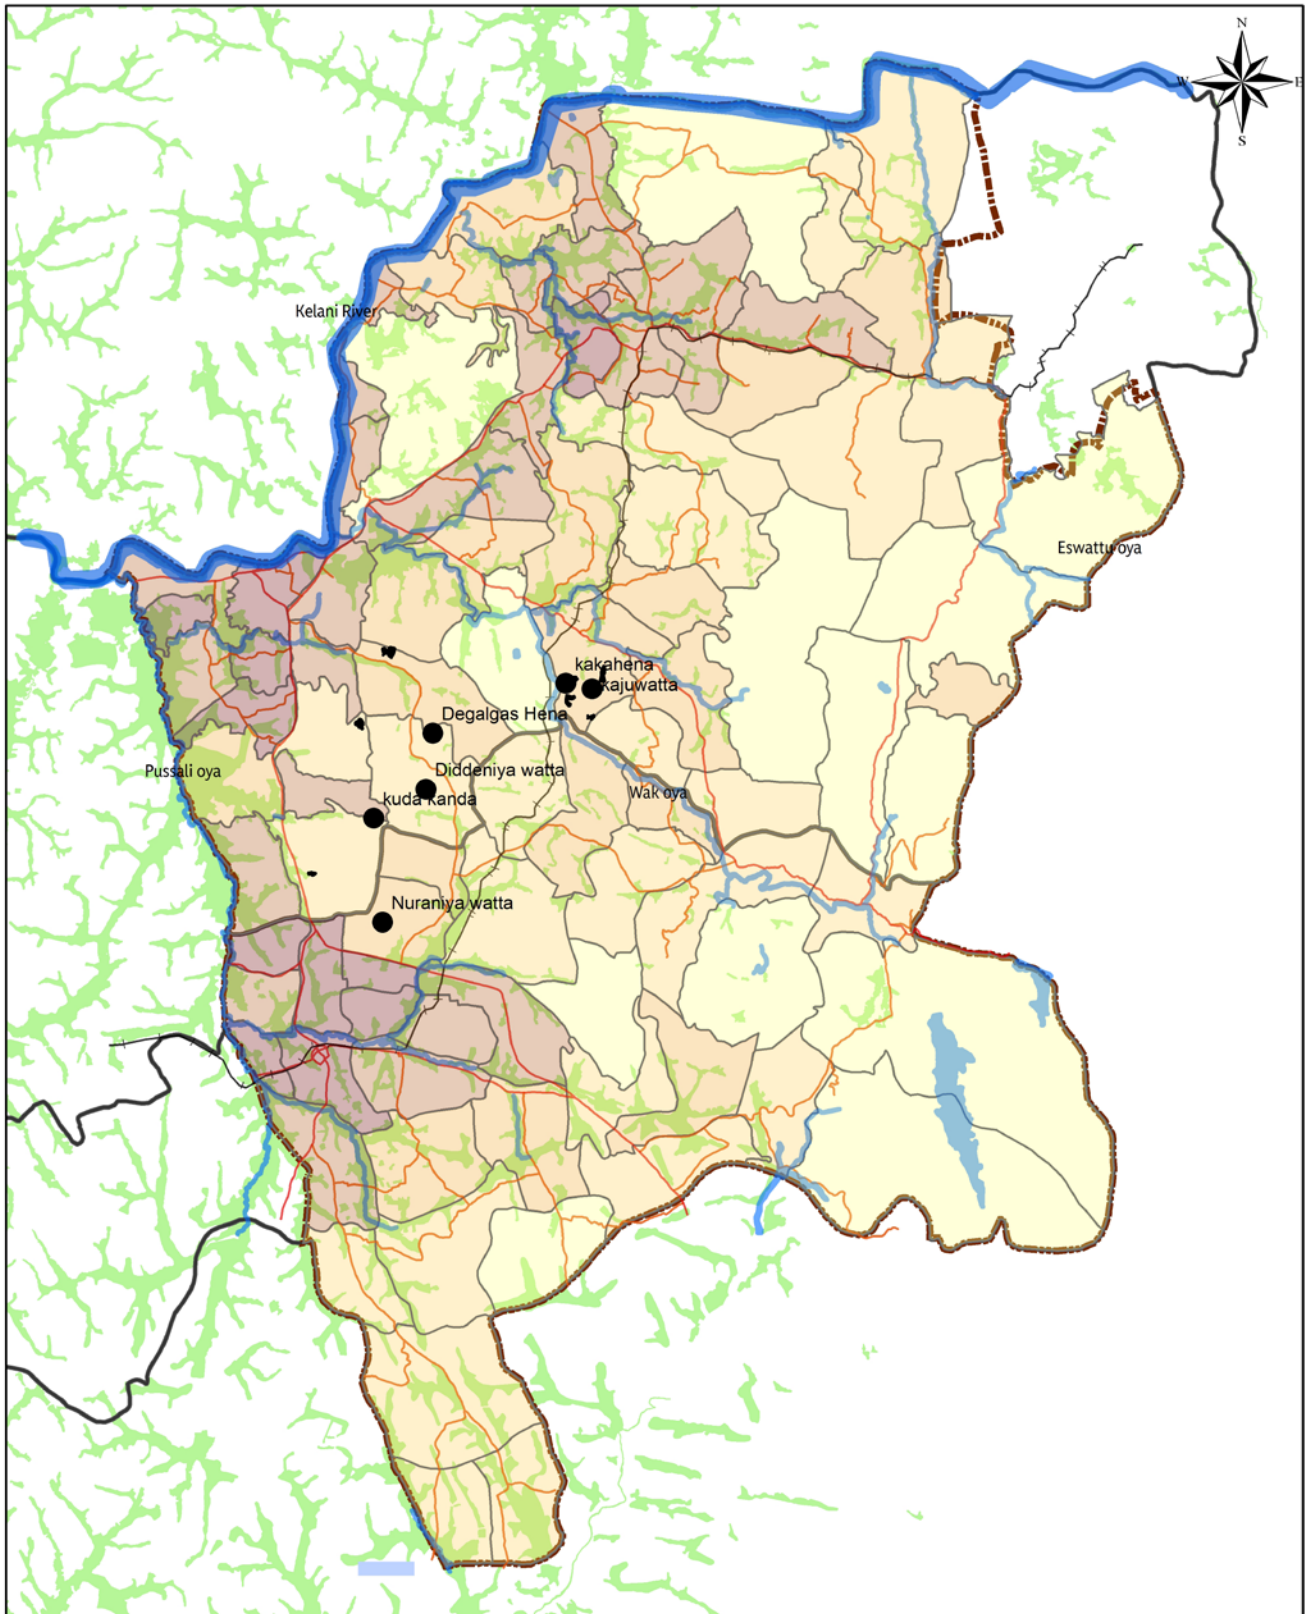 N
W E
S
Kelani River
Eswattu oya
kakahena
kajuwatta
Degalgas Hena
Pussali oya
Diddeniya watta
kuda kanda
Wak oya
Nuraniya watta